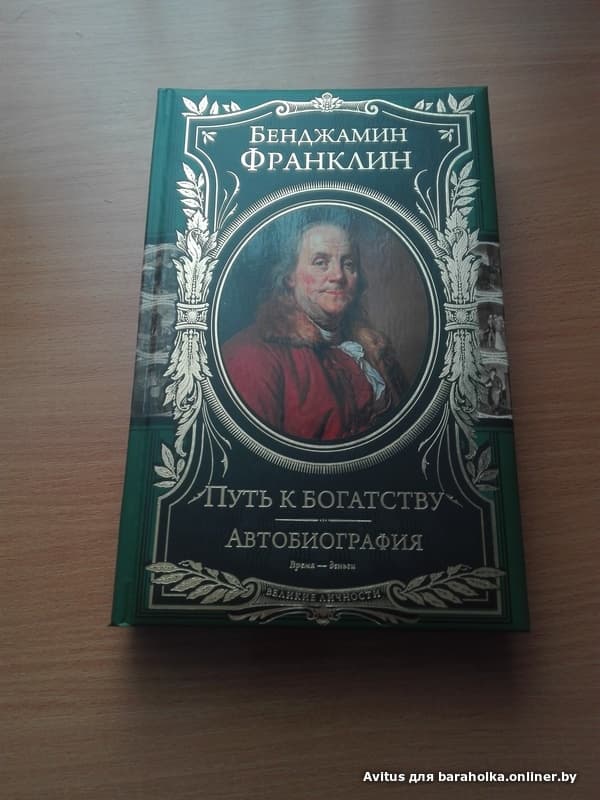 Бенджамин
Франклин
Путь к богатству
Автобиография
Время — деньги
Великие личности
Avitus для baraholka.onliner.by